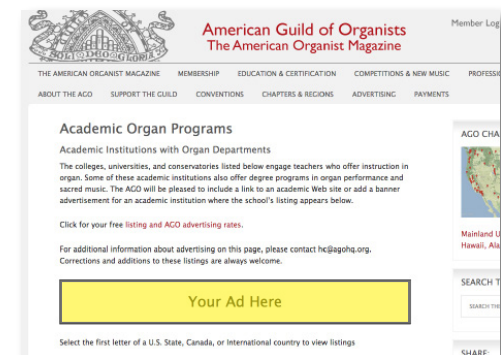 American Guild of Organists
The American Organist Magazine
Member Log
SOLI DEO GLORIA
THE AMERICAN ORGANIST MAGAZINE MEMBERSHIP EDUCATION & CERTIFICATION COMPETITIONS & NEW MUSIC PROFESSIO
ABOUT THE AGO SUPPORT THE GUILD CONVENTIONS CHAPTERS & REGIONS ADVERTISING PAYMENTS
Academic Organ Programs
Academic Institutions with Organ Departments
The colleges, universities, and conservatories listed below engage teachers who offer instruction in
organ. Some of these academic institutions also offer degree programs in organ performance and
sacred music. The AGO will be pleased to include a link to an academic Web site or add a banner
advertisement for an academic institution where the school's listing appears below.
Click for your free listing and AGO advertising rates.
For additional information about advertising on this page, please contact hc@agohq.org.
Corrections and additions to these listings are always welcome.
Your Ad Here
Select the first letter of a U.S. State, Canada, or International country to view listings
AGO CHA
Mainland U
Hawaii, Ala
SEARCH T
SEARCH THE
SHARE: